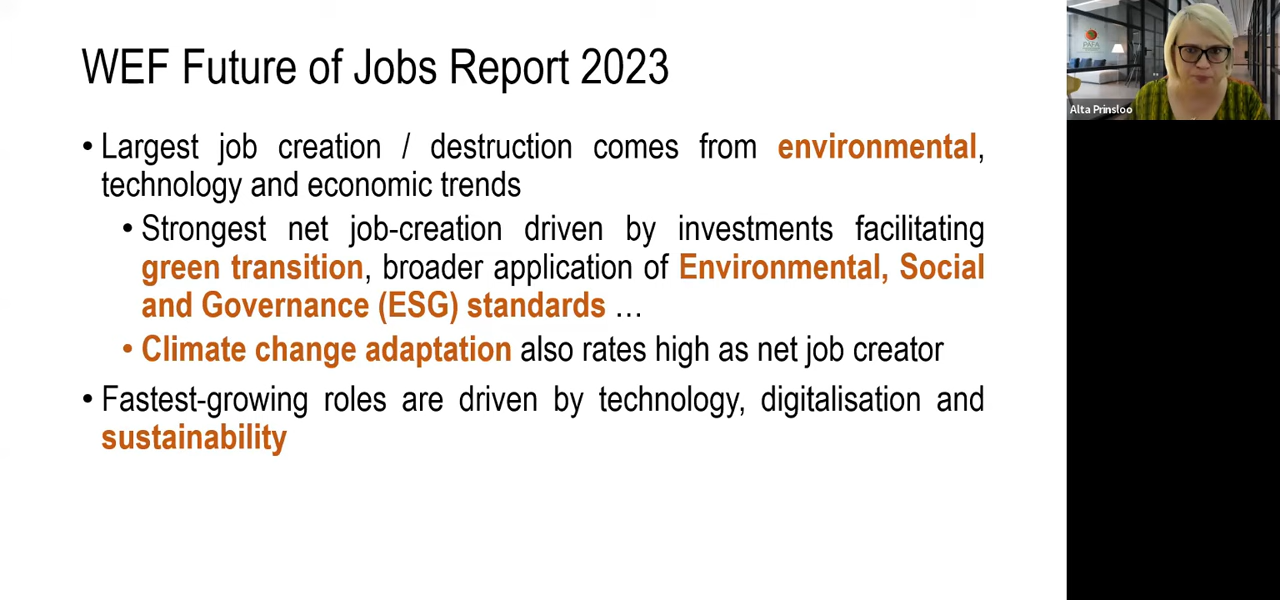 WEF Future of Jobs Report 2023
• Largest job creation / destruction comes from environmental,
technology and economic trends
• Strongest net job-creation driven by investments facilitating
green transition, broader application of Environmental, Social
and Governance (ESG) standards …
• Climate change adaptation also rates high as net job creator
• Fastest-growing roles are driven by technology, digitalisation and
sustainability
PAFA
Alta Prinsloo